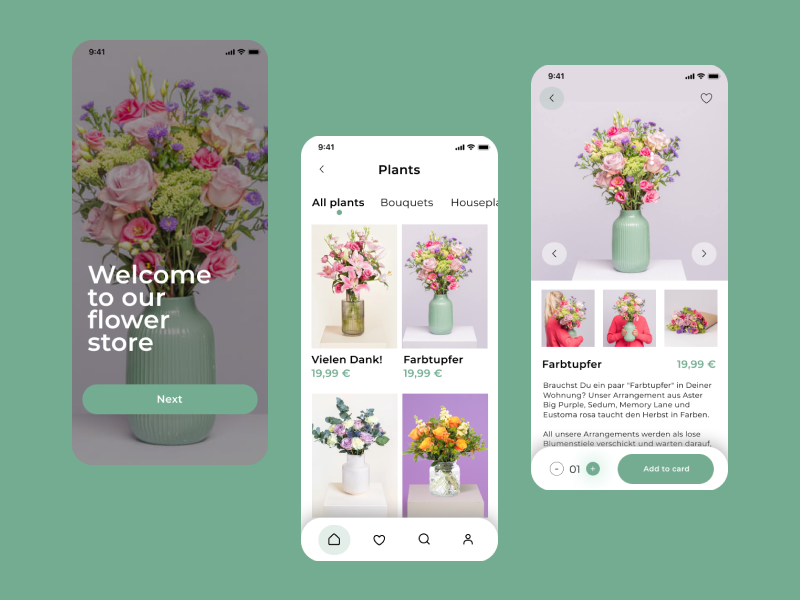 9:41
Welcome
to our
flower
store
Next
9:41
Plants
All plants
Bouquets
Housepla
Vielen Dank!
19,99 €
Farbtupfer
19,99 €
9:41
Farbtupfer
19,99 €
Brauchst Du ein paar "Farbtupfer" in Deiner
Wohnung? Unser Arrangement aus Aster
Big Purple, Sedum, Memory Lane und
Eustoma rosa taucht den Herbst in Farben.
All unsere Arrangements werden als lose
Blumenstiele verschickt und warten darauf,
- 01 +
Add to card